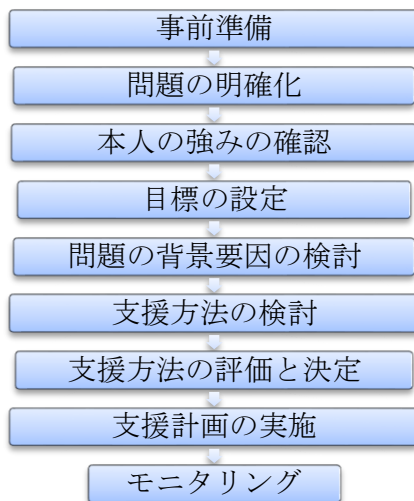 事前準備
問題の明確化
本人の強みの確認
目標の設定
問題の背景要因の検討
支援方法の検討
支援方法の評価と決定
支援計画の実施
モニタリング